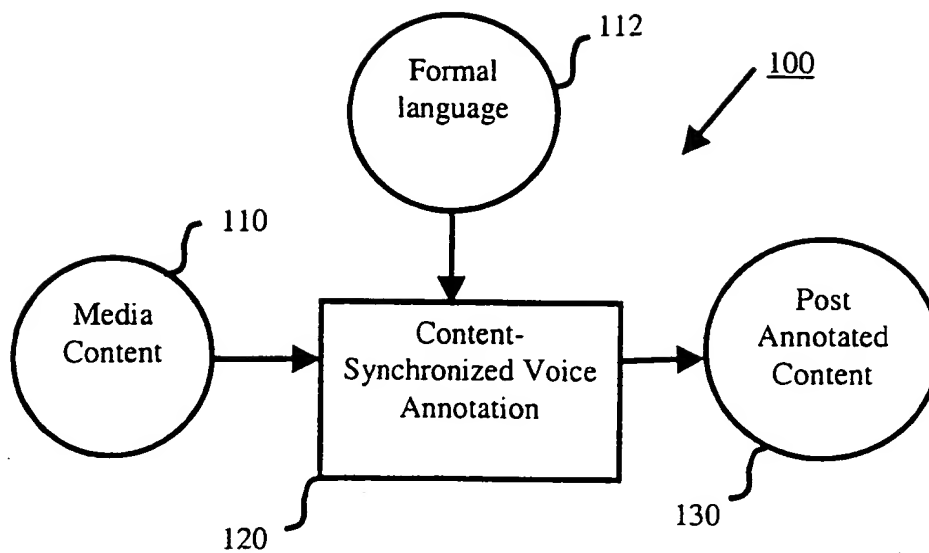 112
Formal
language
100
110
Media
Content
Content-
Synchronized Voice
Annotation
Post
Annotated
Content
120
130